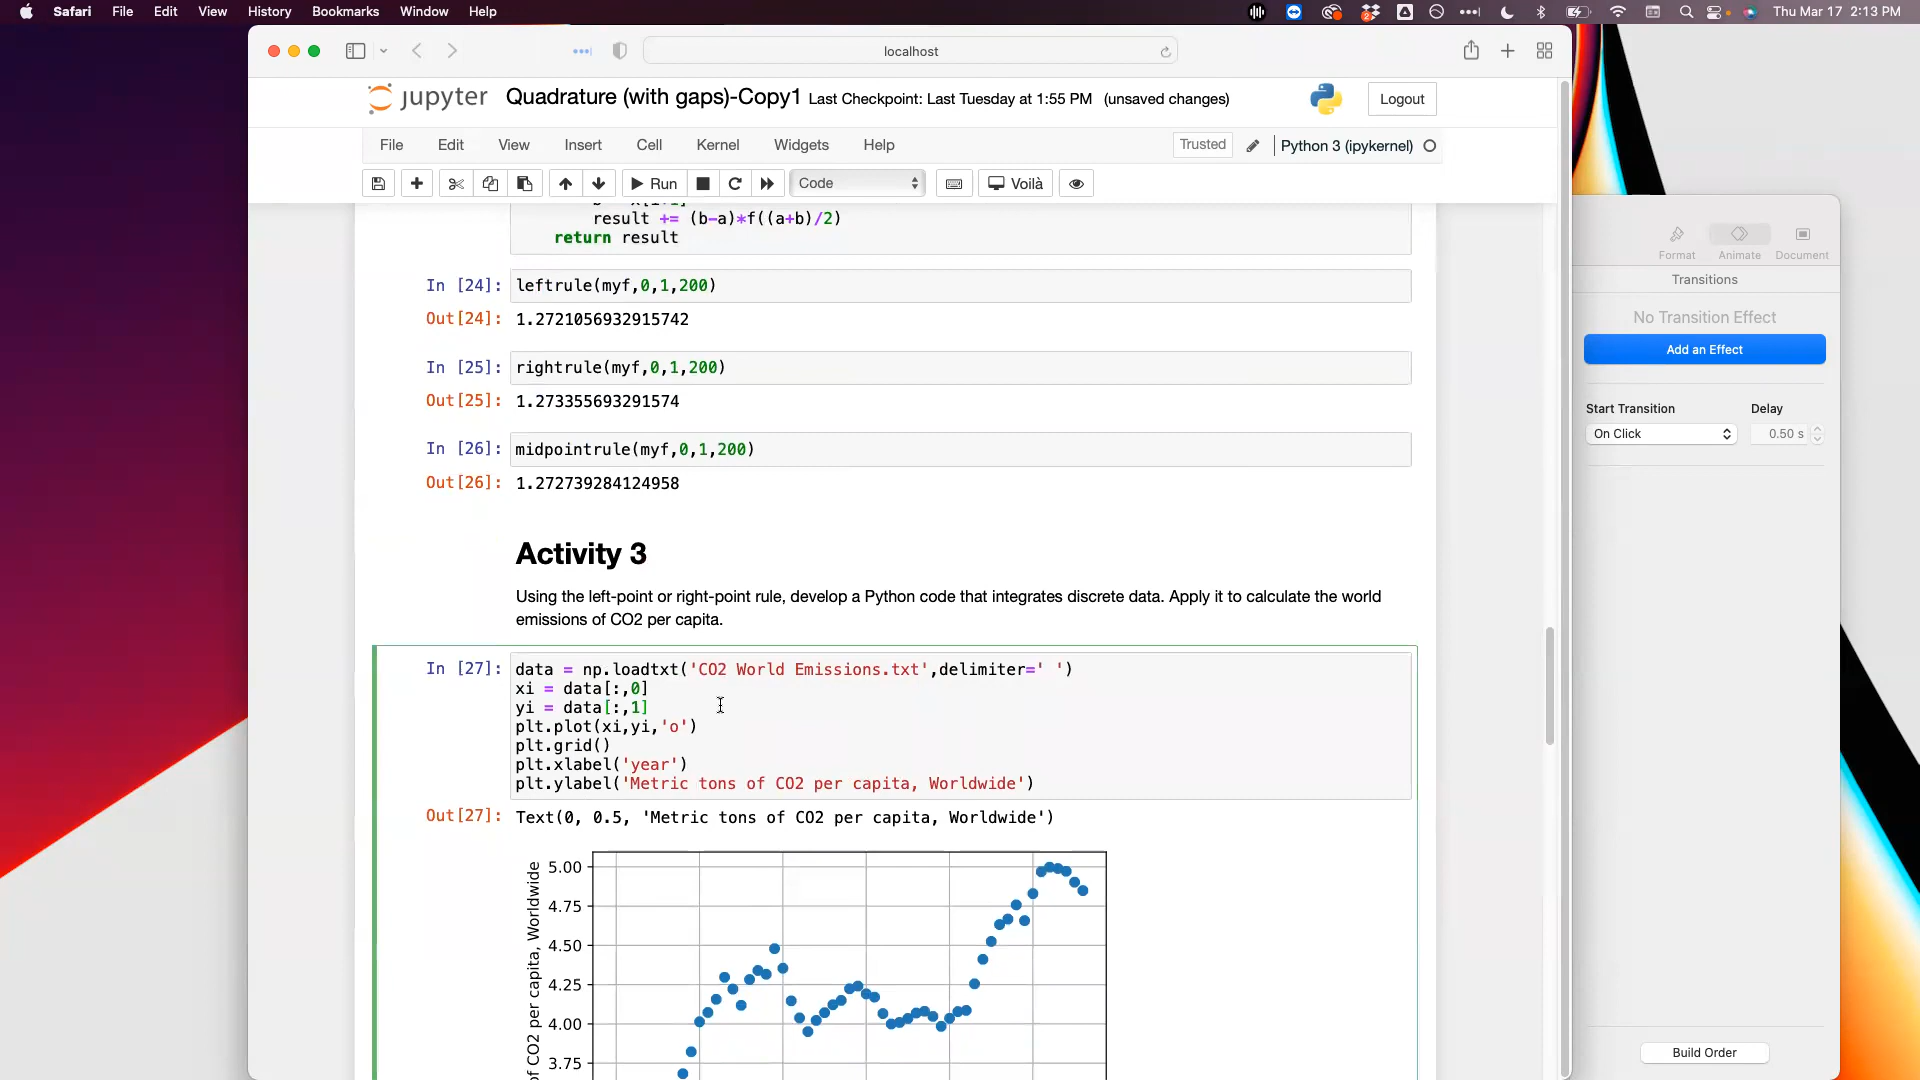 Safari File Edit View History Bookmarks Window Help Thu Mar 17 2:13 PM
localhost
jupyter Quadrature (with gaps)-Copy1 Last Checkpoint: Last Tuesday at 1:55 PM (unsaved changes) Logout
File Edit View Insert Cell Kernel Widgets Help Trusted Python 3 (ipykernel)
Run Code Voilà
result += (b-a)*f((a+b)/2)
return result
In [24]: leftrule(myf,0,1,200)
Out[24]: 1.2721056932915742
In [25]: rightrule(myf,0,1,200)
Out[25]: 1.273355693291574
In [26]: midpointrule(myf,0,1,200)
Out[26]: 1.272739284124958
Activity 3
Using the left-point or right-point rule, develop a Python code that integrates discrete data. Apply it to calculate the world
emissions of CO2 per capita.
In [27]: data = np.loadtxt('CO2 World Emissions.txt',delimiter=' ')
xi = data[:,0]
yi = data[:,1]
plt.plot(xi,yi,'o')
plt.grid()
plt.xlabel('year')
plt.ylabel('Metric tons of CO2 per capita, Worldwide')
Out[27]: Text(0, 0.5, 'Metric tons of CO2 per capita, Worldwide')
of CO2 per capita, Worldwide
5.00
4.75
4.50
4.25
4.00
3.75
Format Animate Document
Transitions
No Transition Effect
Add an Effect
Start Transition Delay
On Click 0.50 s
Build Order